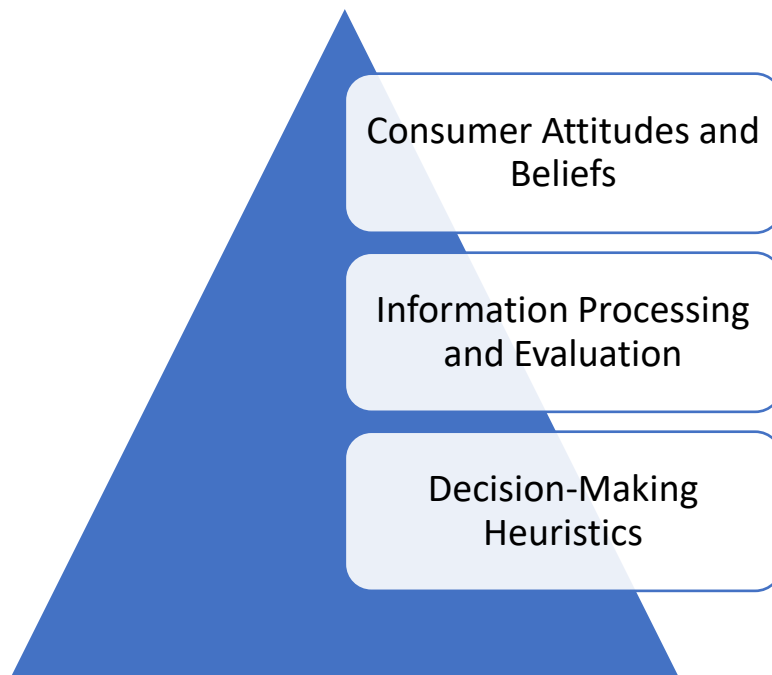 Consumer Attitudes and
Beliefs
Information Processing
and Evaluation
Decision-Making
Heuristics